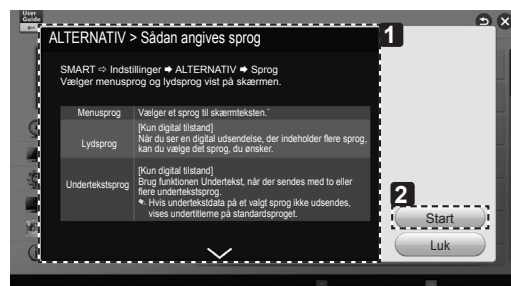 User
Guide
ALTERNATIV > Sådan angives sprog
1
SMART ⇨ Indstillinger ➡ ALTERNATIV ➡ Sprog
Vælger menusprog og lydsprog vist på skærmen.
Menusprog
Vælger et sprog til skærmteksten.
Lydsprog
[Kun digital tilstand]
Når du ser en digital udsendelse, der indeholder flere sprog,
kan du vælge det sprog, du ønsker.
Undertekstsprog
[Kun digital tilstand]
Brug funktionen Undertekst, når der sendes med to eller
flere undertekstsprog.
Hvis undertekstdata på et valgt sprog ikke udsendes,
vises undertitlerne på standardsproget.
2
Start
Luk